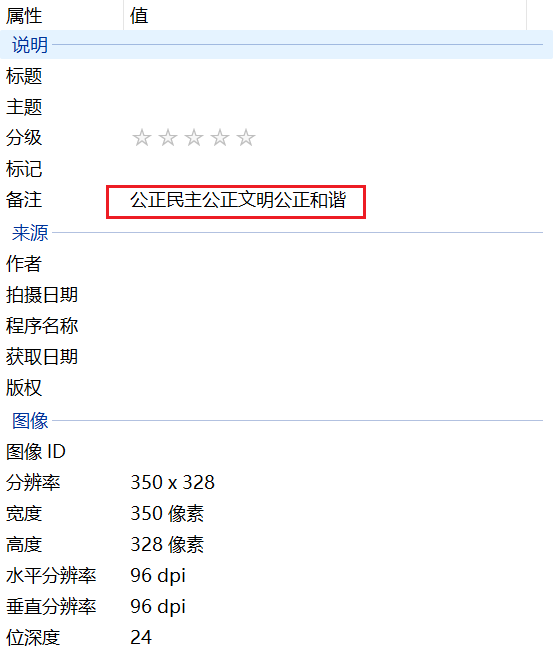 属性 值
说明
标题
主题
分级 ☆☆☆☆☆
标记
备注 公正民主公正文明公正和谐
来源
作者
拍摄日期
程序名称
获取日期
版权
图像
图像 ID
分辨率 350 x 328
宽度 350 像素
高度 328 像素
水平分辨率 96 dpi
垂直分辨率 96 dpi
位深度 24